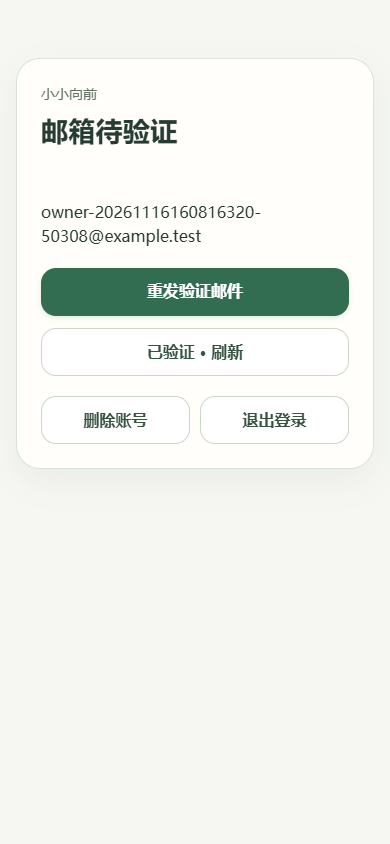 小小向前
邮箱待验证
owner-20261116160816320-
50308@example.test
重发验证邮件
已验证 • 刷新
删除账号
退出登录